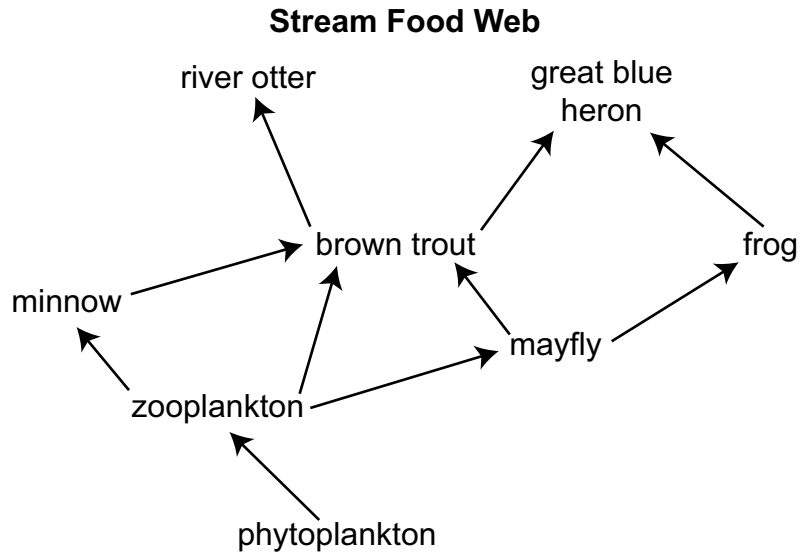 Stream Food Web
river otter
great blue
heron
brown trout
frog
minnow
mayfly
zooplankton
phytoplankton